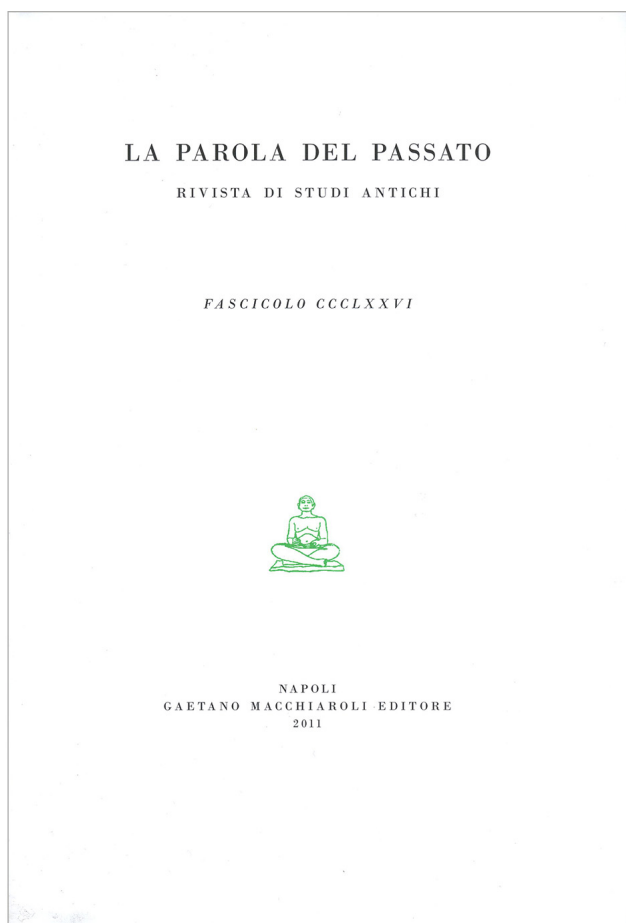 LA PAROLA DEL PASSATO
RIVISTA DI STUDI ANTICHI
FASCICOLO CCCLXXVI
NAPOLI
GAETANO MACCHIAROLI EDITORE
2011